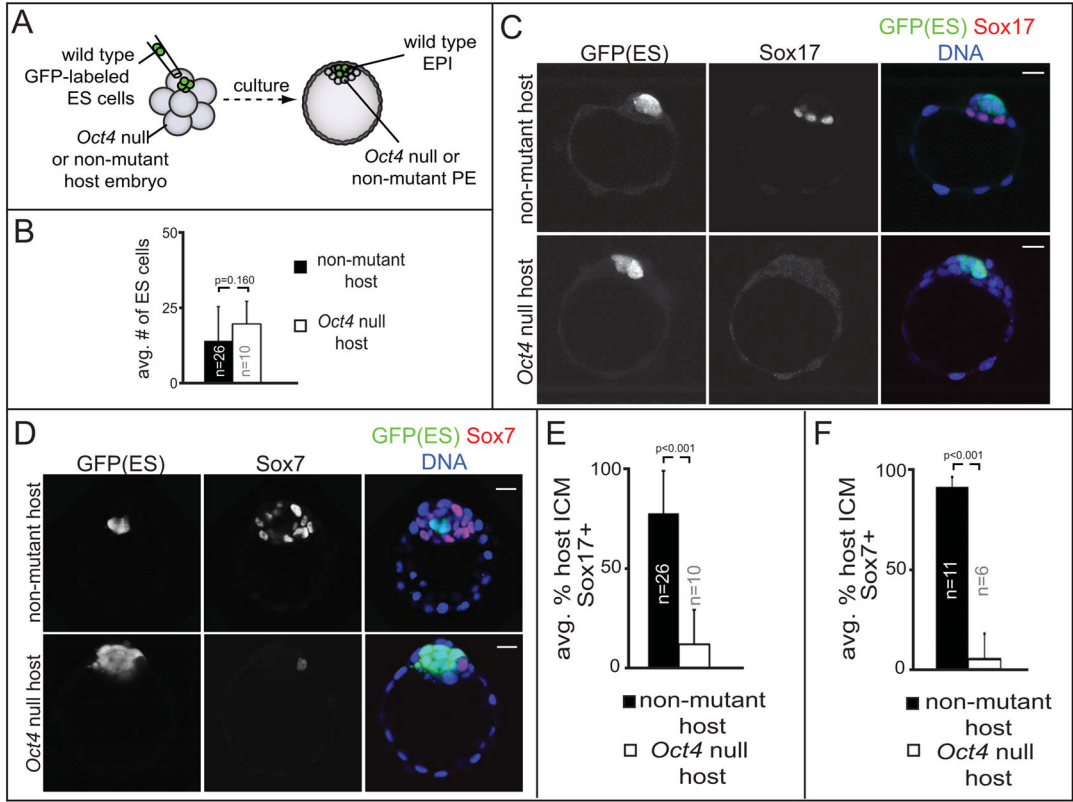 A
wild type
GFP-labeled
ES cells
Oct4 null
or non-mutant
host embryo
culture
wild type
EPI
Oct4 null or
non-mutant PE
B
avg. # of ES cells
50
25
0
p=0.160
n=26
n=10
non-mutant
host
Oct4 null
host
C
GFP(ES) Sox17
GFP(ES)
Sox17
DNA
non-mutant host
Oct4 null host
D
GFP(ES) Sox7
GFP(ES)
Sox7
DNA
non-mutant host
Oct4 null host
E
avg. % host ICM
Sox17+
100
50
0
p<0.001
n=26
n=10
non-mutant
host
Oct4 null
host
F
avg. % host ICM
Sox7+
100
50
0
p<0.001
n=11
n=6
non-mutant
host
Oct4 null
host